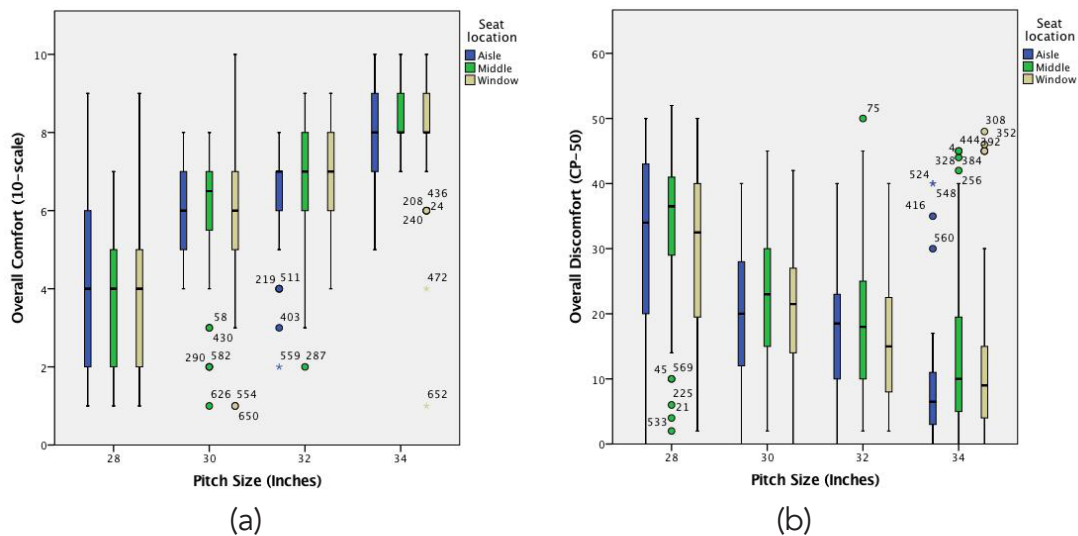 Seat
location
Aisle
Middle
Window
Overall Comfort (10-scale)
10
8
6
4
2
0
58
430
290 582
626 554
650
219 511
403
559
287
436
208 24
240
472
652
28 30 32 34
Pitch Size (Inches)
(a)
Seat
location
Aisle
Middle
Window
Overall Discomfort (CP-50)
60
50
40
30
20
10
0
45 569
225
21
533
75
308
352
4 444 392
328 384
256
524
548
416
560
28 30 32 34
Pitch Size (Inches)
(b)